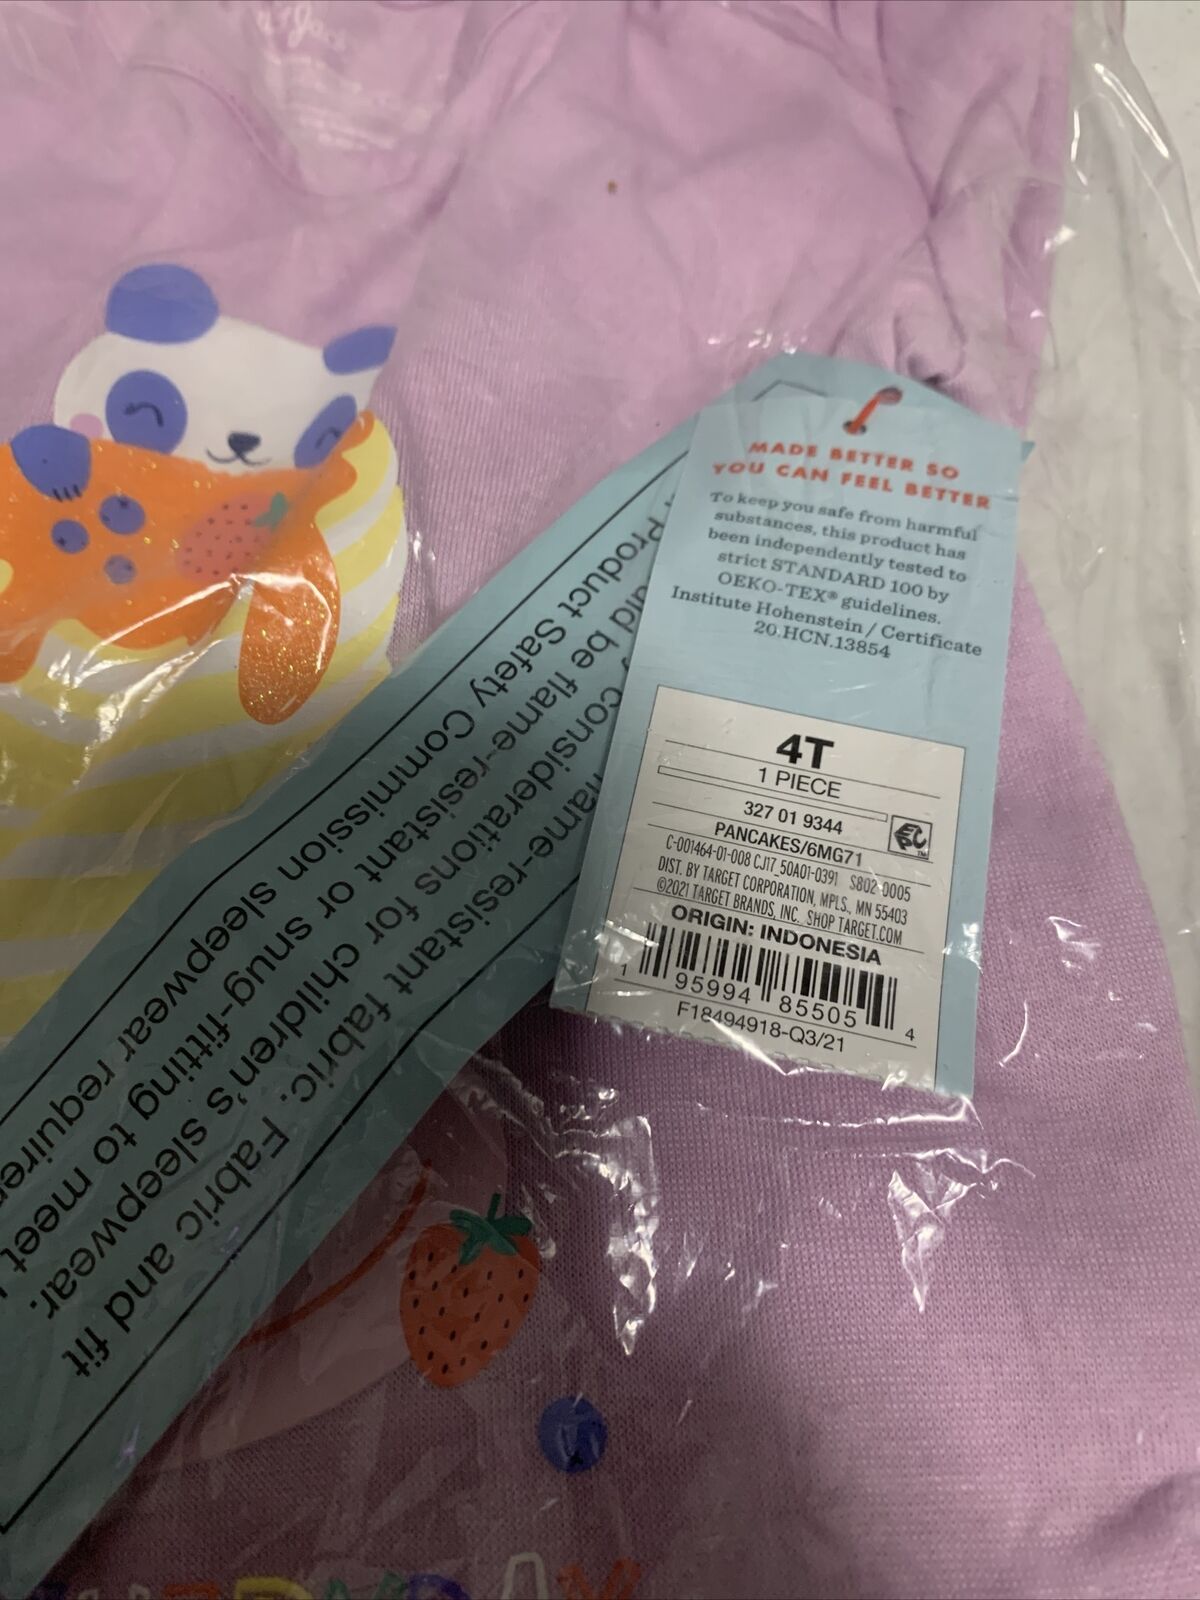 MADE BETTER SO
YOU CAN FEEL BETTER
To keep you safe from harmful
substances, this product has
been independently tested to
strict STANDARD 100 by
OEKO-TEX® guidelines.
Institute Hohenstein / Certificate
20.HCN.13854
4T
1 PIECE
327 01 9344
PANCAKES/6MG71
EPC™
C-001464-01-008 CJ17_50A01-0391 S802-0005
DIST. BY TARGET CORPORATION, MPLS., MN 55403
©2021 TARGET BRANDS, INC. SHOP TARGET.COM
ORIGIN: INDONESIA
1 95994 85505 4
F18494918-Q3/21
fabric. Fabric and fit
considerations for children's sleepwear.
be flame-resistant or snug-fitting to meet
Product Safety Commission sleepwear